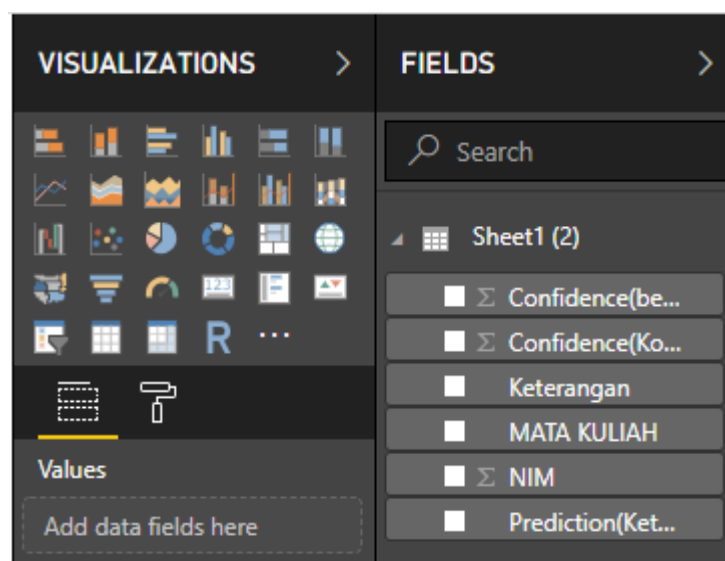 VISUALIZATIONS
123
R
Values
Add data fields here
FIELDS
Search
Sheet1 (2)
Σ Confidence(be...
Σ Confidence(Ko...
Keterangan
MATA KULIAH
Σ NIM
Prediction(Ket...